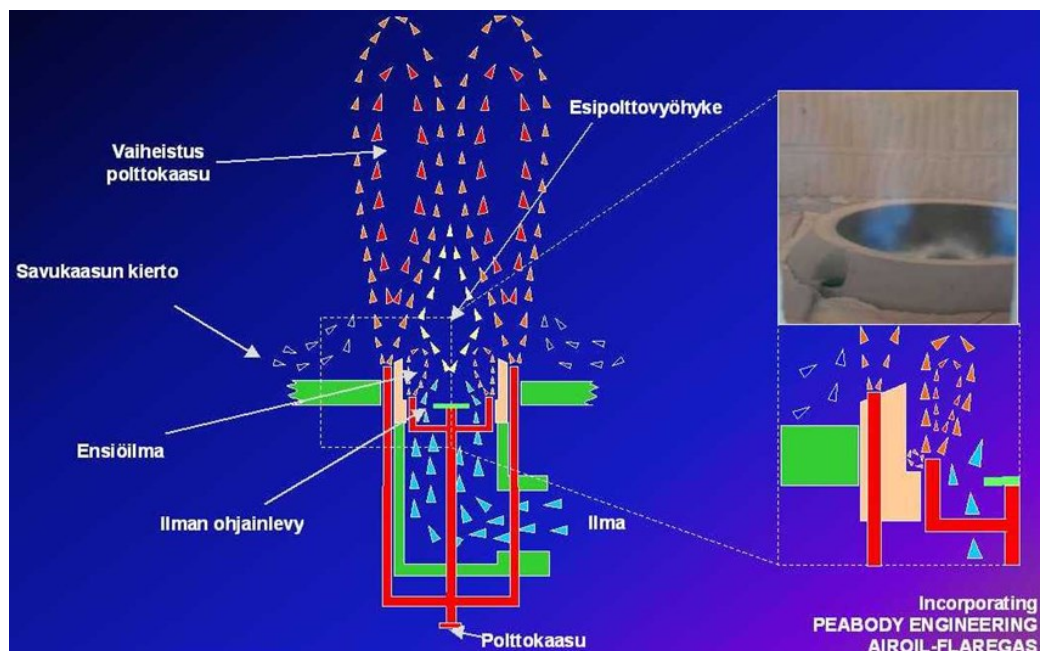 Esipolttovyöhyke
Vaiheistus
polttokaasu
Savukaasun kierto
Ensiöilma
Ilman ohjainlevy
Ilma
Polttokaasu
Incorporating
PEABODY ENGINEERING
AIROIL-FLAREGAS